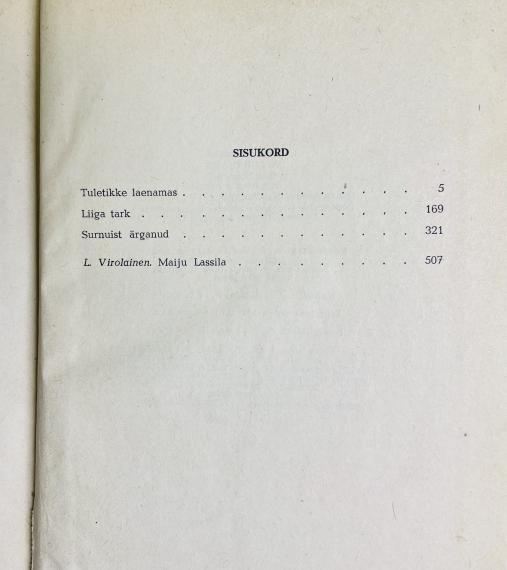 SISUKORD
Tuletikke laenamas . . . . . . . . . . . . 5
Liiga tark . . . . . . . . . . . . . 169
Surnuist ärganud . . . . . . . . . . . . 321
L. Virolainen. Maiju Lassila . . . . . . . . . 507